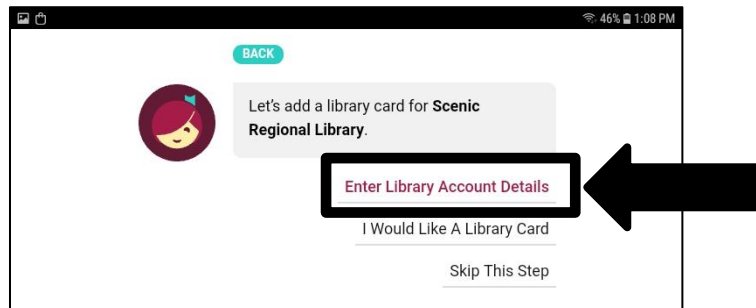 46% 1:08 PM
BACK
Let's add a library card for Scenic
Regional Library.
Enter Library Account Details
I Would Like A Library Card
Skip This Step